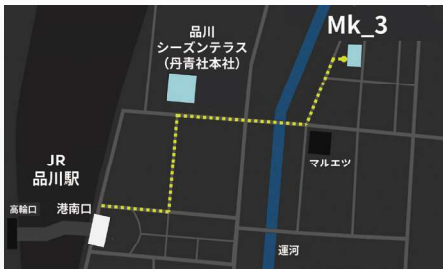 Mk_3
品川
シーズンテラス
（丹青社本社）
マルエツ
JR
品川駅
高輪口
港南口
運河